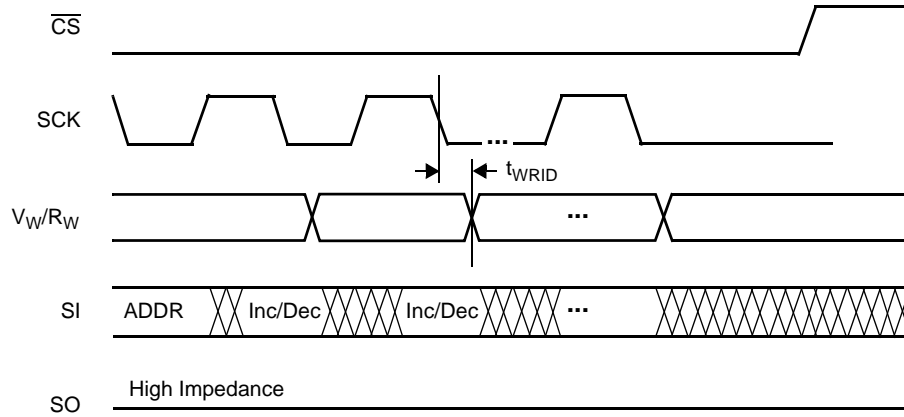 CS
SCK
...
tWRID
VW/RW
...
SI ADDR Inc/Dec Inc/Dec ...
High Impedance
SO